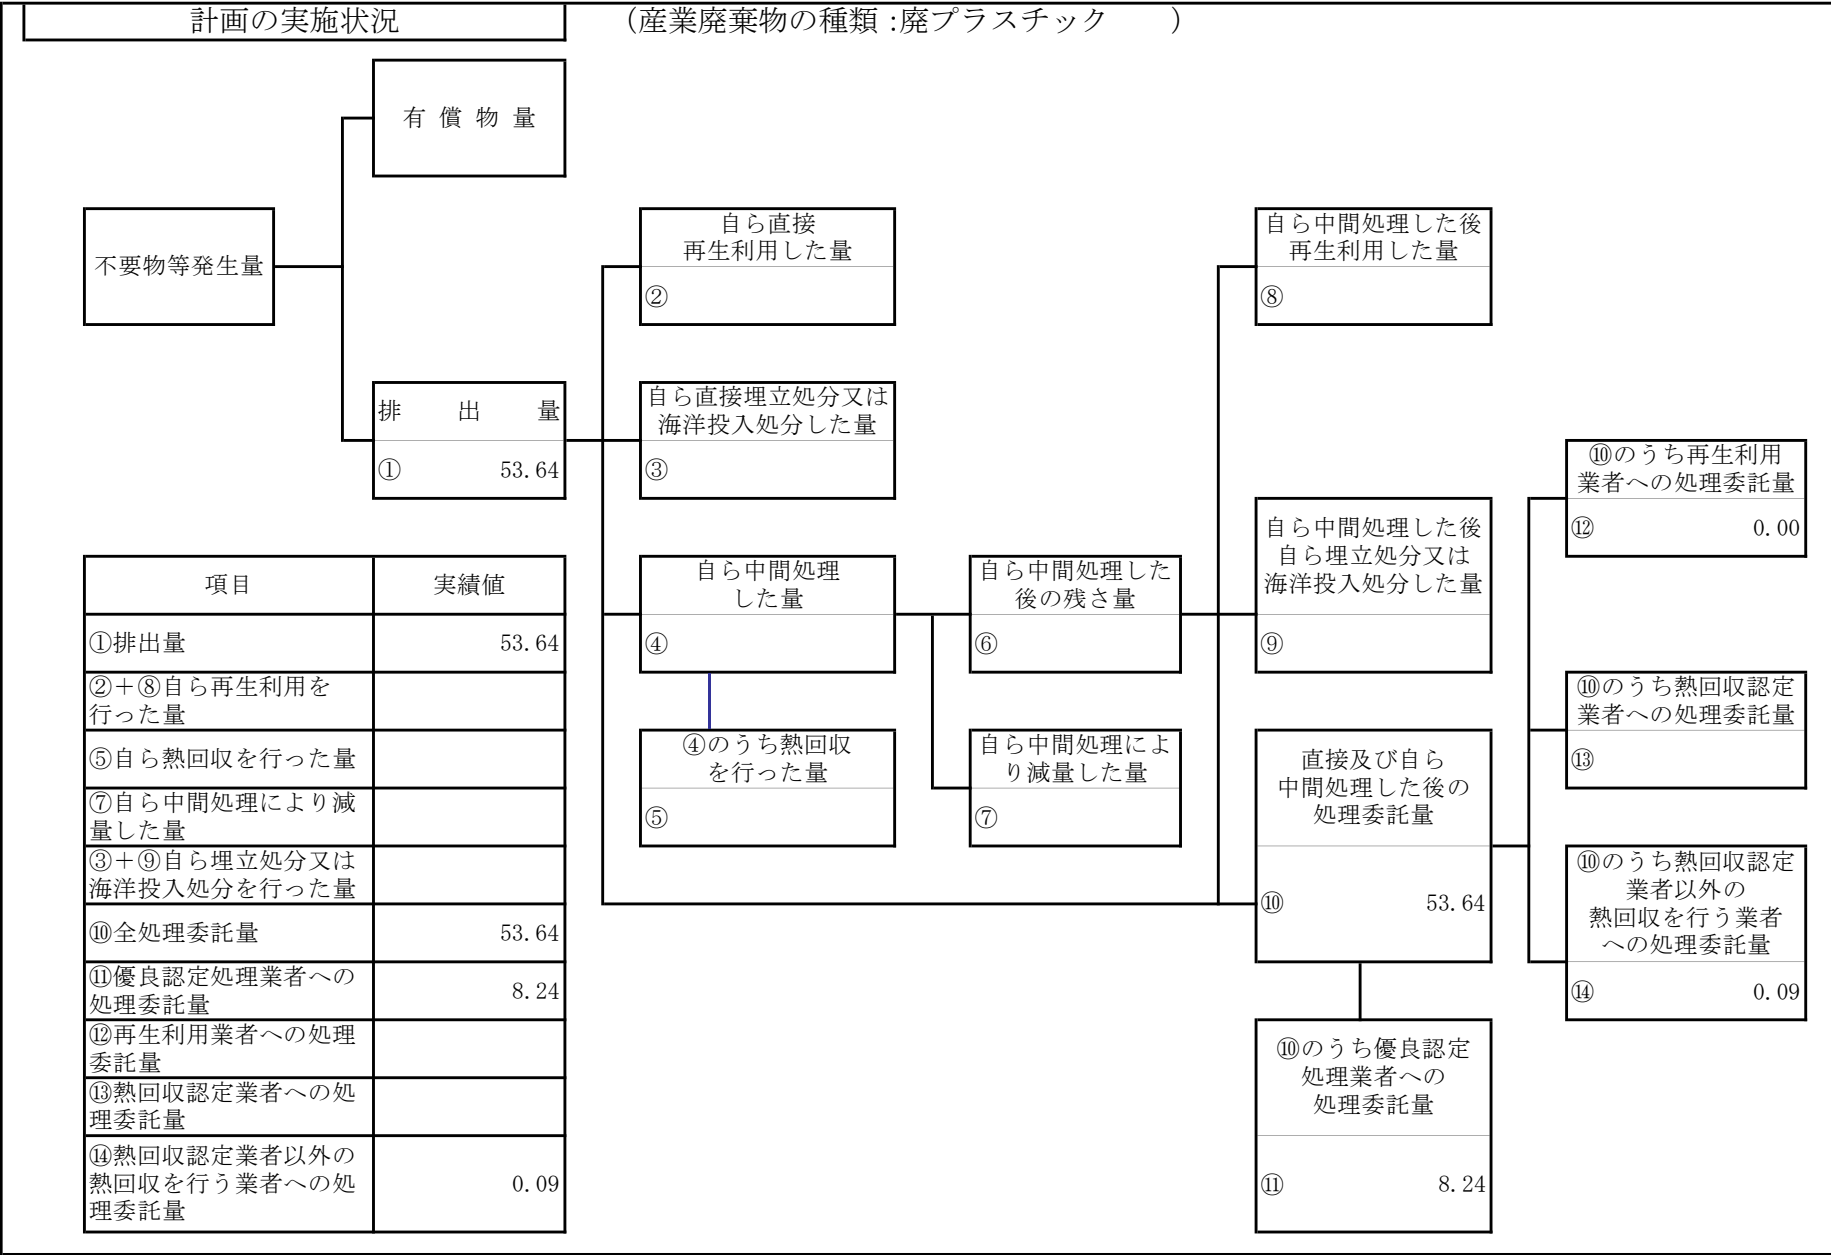 計画の実施状況
（産業廃棄物の種類:廃プラスチック　　）
有 償 物 量
不要物等発生量
排　出　量
① 53.64
自ら直接
再生利用した量
②
自ら直接埋立処分又は
海洋投入処分した量
③
自ら中間処理
した量
④
④のうち熱回収
を行った量
⑤
自ら中間処理した
後の残さ量
⑥
自ら中間処理によ
り減量した量
⑦
自ら中間処理した後
再生利用した量
⑧
自ら中間処理した後
自ら埋立処分又は
海洋投入処分した量
⑨
直接及び自ら
中間処理した後の
処理委託量
⑩ 53.64
⑩のうち優良認定
処理業者への
処理委託量
⑪ 8.24
⑩のうち再生利用
業者への処理委託量
⑫ 0.00
⑩のうち熱回収認定
業者への処理委託量
⑬
⑩のうち熱回収認定
業者以外の
熱回収を行う業者
への処理委託量
⑭ 0.09
項目 実績値
①排出量 53.64
②＋⑧自ら再生利用を
行った量
⑤自ら熱回収を行った量
⑦自ら中間処理により減
量した量
③＋⑨自ら埋立処分又は
海洋投入処分を行った量
⑩全処理委託量 53.64
⑪優良認定処理業者への
処理委託量 8.24
⑫再生利用業者への処理
委託量
⑬熱回収認定業者への処
理委託量
⑭熱回収認定業者以外の
熱回収を行う業者への処 0.09
理委託量